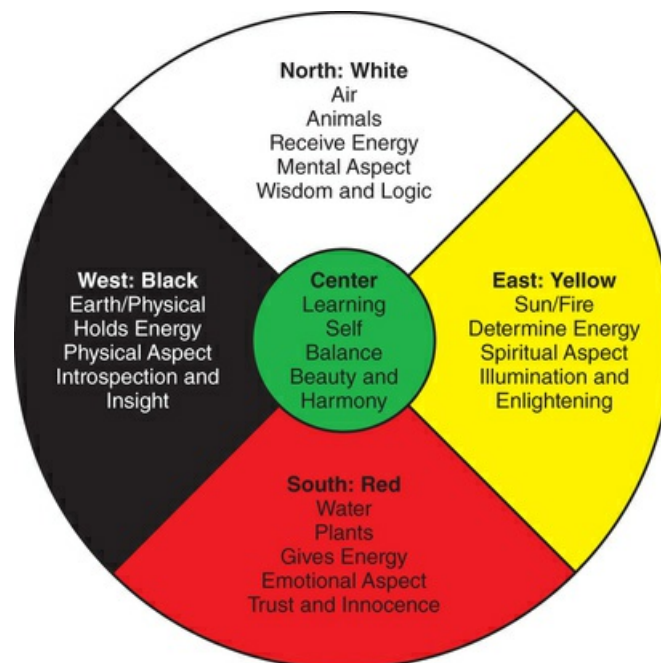 North: White
Air
Animals
Receive Energy
Mental Aspect
Wisdom and Logic
West: Black
Earth/Physical
Holds Energy
Physical Aspect
Introspection and
Insight
Center
Learning
Self
Balance
Beauty and
Harmony
East: Yellow
Sun/Fire
Determine Energy
Spiritual Aspect
Illumination and
Enlightening
South: Red
Water
Plants
Gives Energy
Emotional Aspect
Trust and Innocence